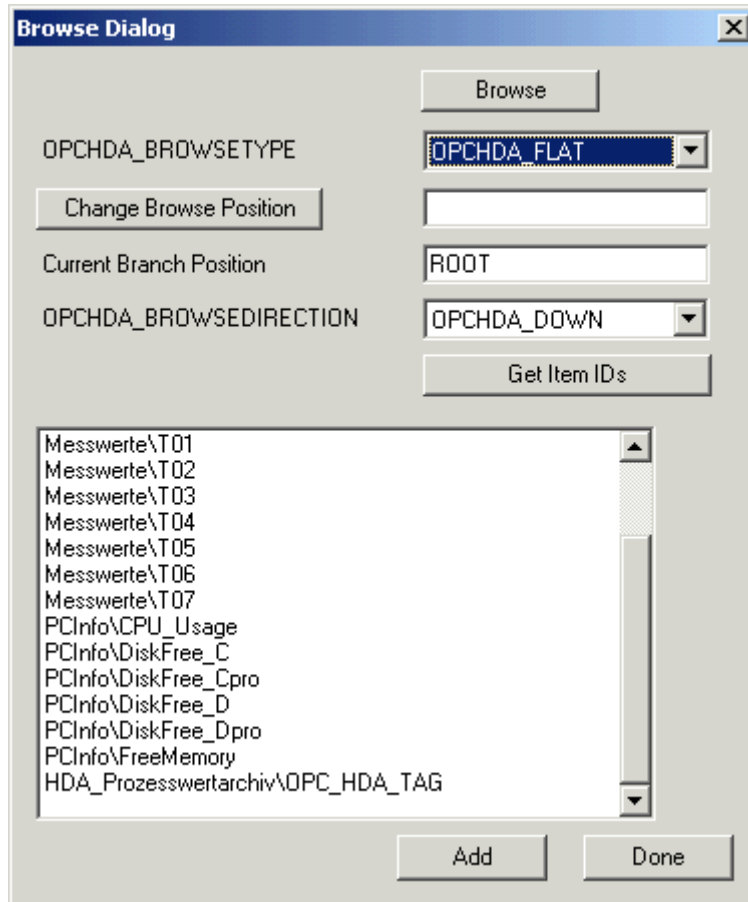 Browse Dialog
Browse
OPCHDA_BROWSETYPE
OPCHDA_FLAT
Change Browse Position
Current Branch Position
ROOT
OPCHDA_BROWSEDIRECTION
OPCHDA_DOWN
Get Item IDs
Messwerte\T01
Messwerte\T02
Messwerte\T03
Messwerte\T04
Messwerte\T05
Messwerte\T06
Messwerte\T07
PCInfo\CPU_Usage
PCInfo\DiskFree_C
PCInfo\DiskFree_Cpro
PCInfo\DiskFree_D
PCInfo\DiskFree_Dpro
PCInfo\FreeMemory
HDA_Prozesswertarchiv\OPC_HDA_TAG
Add
Done